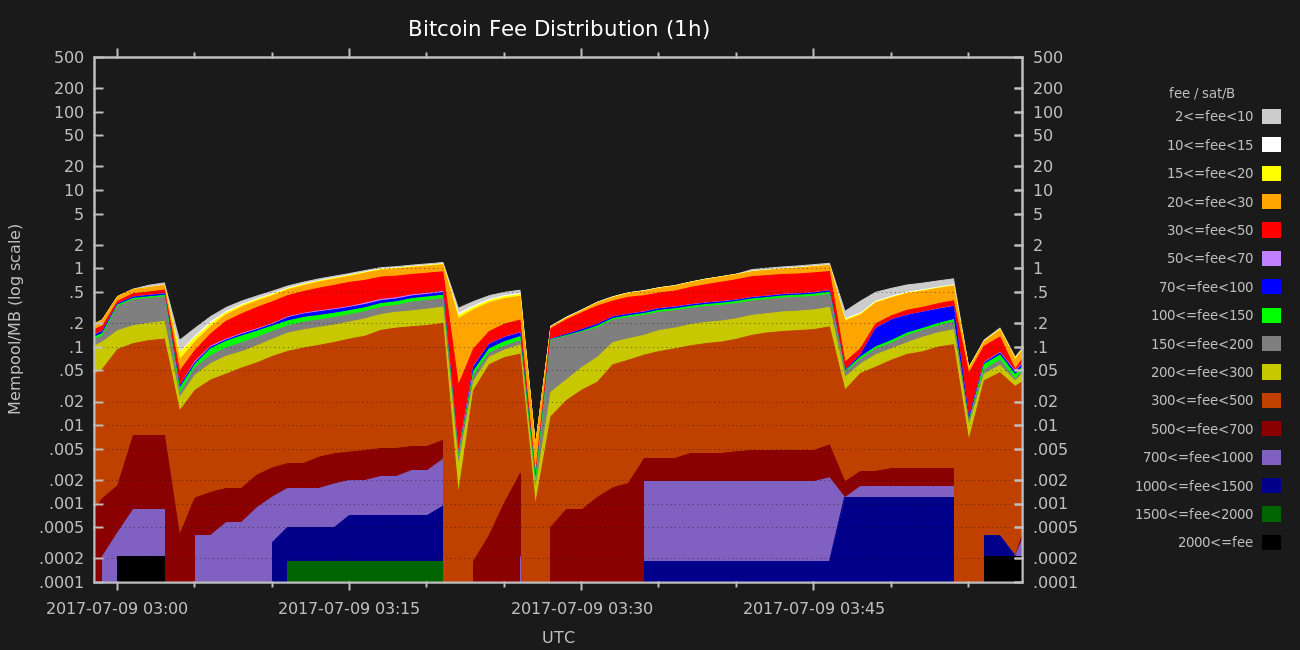 Bitcoin Fee Distribution (1h)
Mempool/MB (log scale)
500
200
100
50
20
10
5
2
1
.5
.2
.1
.05
.02
.01
.005
.002
.001
.0005
.0002
.0001
500
200
100
50
20
10
5
2
1
.5
.2
.1
.05
.02
.01
.005
.002
.001
.0005
.0002
.0001
2017-07-09 03:00
2017-07-09 03:15
2017-07-09 03:30
2017-07-09 03:45
UTC
fee / sat/B
2<=fee<10
10<=fee<15
15<=fee<20
20<=fee<30
30<=fee<50
50<=fee<70
70<=fee<100
100<=fee<150
150<=fee<200
200<=fee<300
300<=fee<500
500<=fee<700
700<=fee<1000
1000<=fee<1500
1500<=fee<2000
2000<=fee